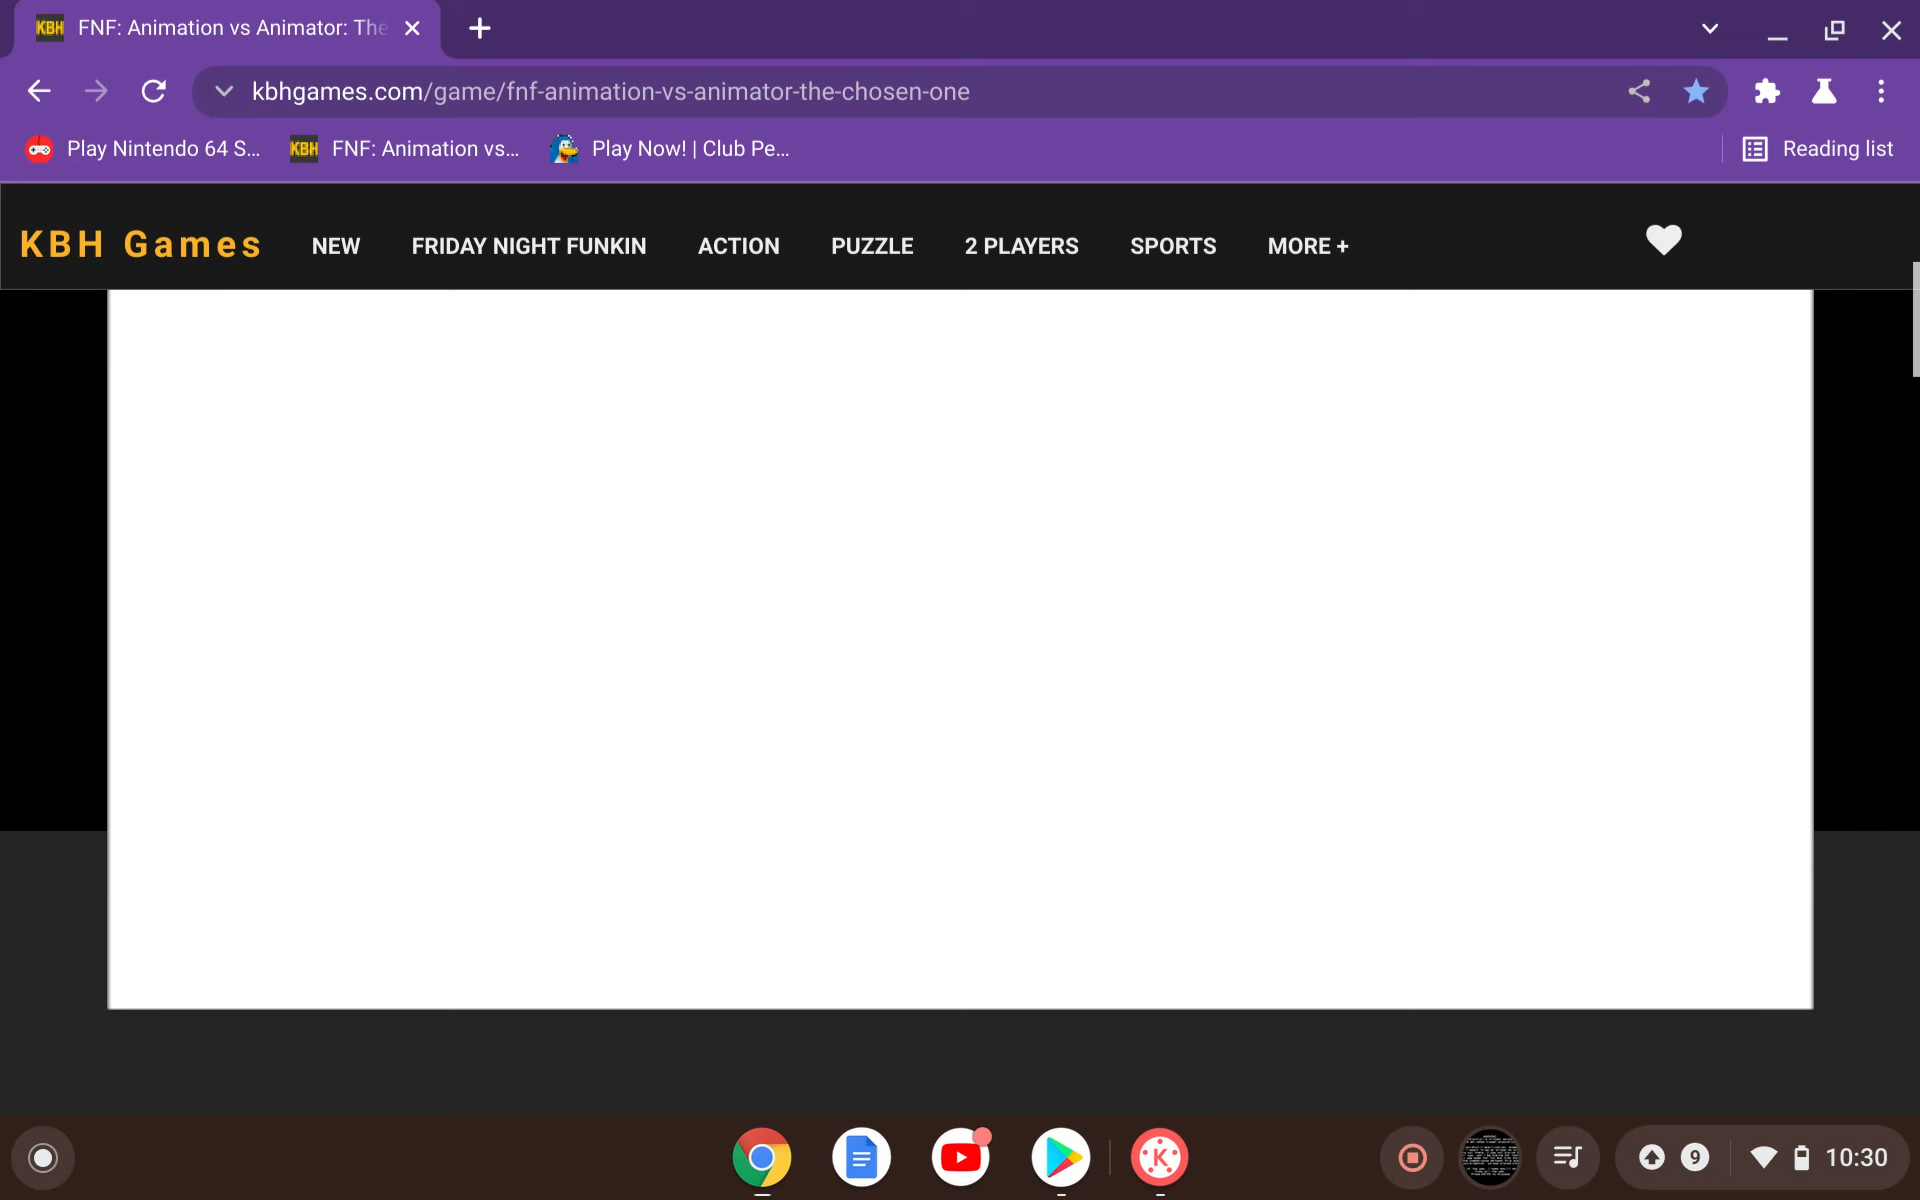 FNF: Animation vs Animator: The
kbhgames.com/game/fnf-animation-vs-animator-the-chosen-one
Play Nintendo 64 S...
KBH FNF: Animation vs...
Play Now! | Club Pe...
Reading list
KBH Games NEW FRIDAY NIGHT FUNKIN ACTION PUZZLE 2 PLAYERS SPORTS MORE +
K
9
10:30